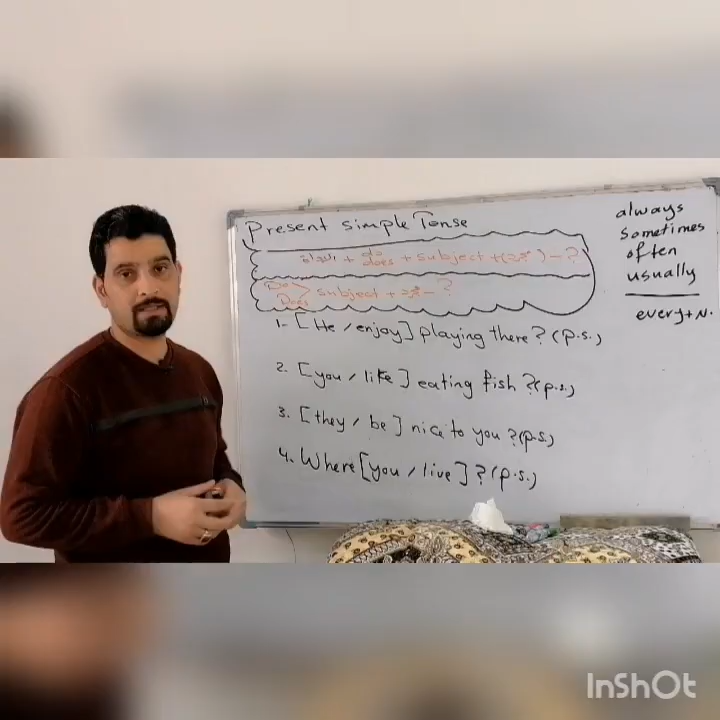 Present simple Tense
do
+ does + subject + ( ) - ?
Do
Does > subject + - ?
1- [He / enjoy] playing there? (p.s.)
2. [you / like] eating fish? (p.s.)
3. [they / be] nice to you? (p.s)
4. Where [you / live]? (p.s.)
always
sometimes
often
usually
every+N.
InShOt